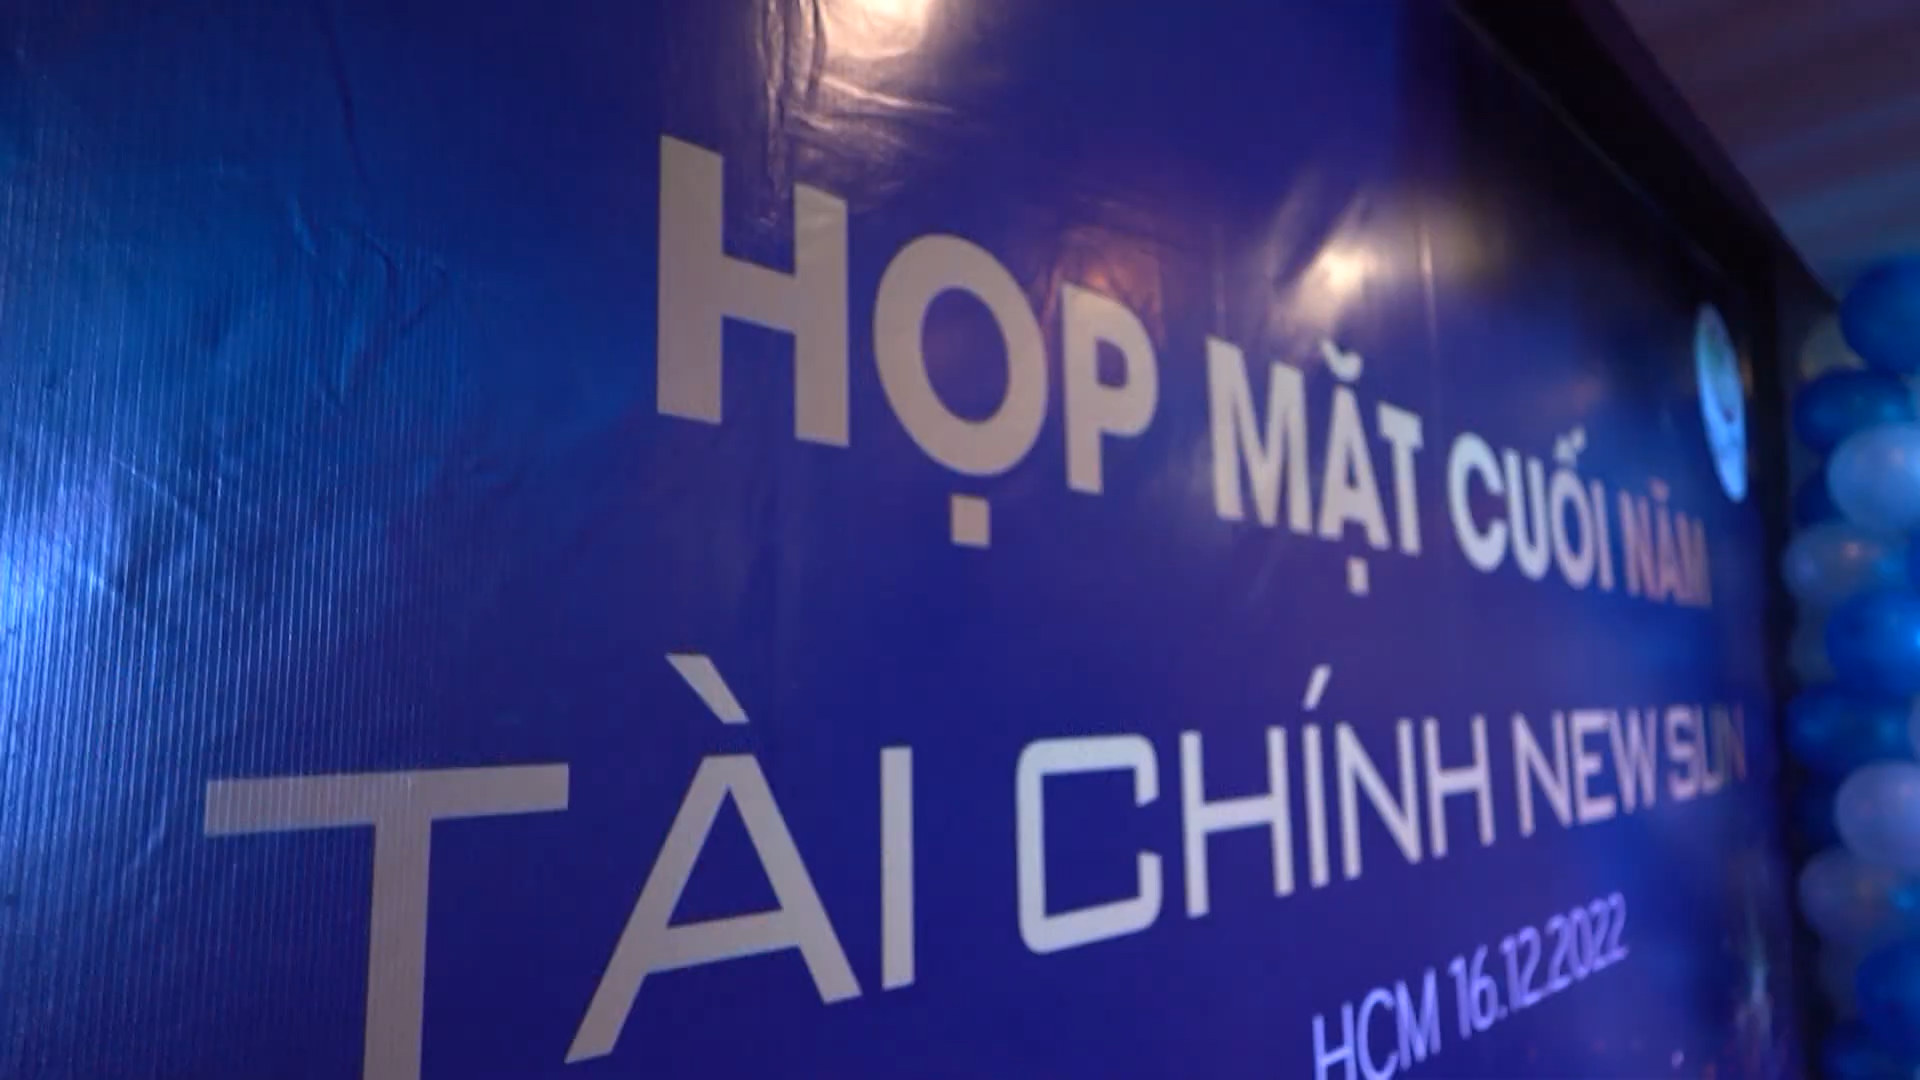 HỌP MẶT CUỐI NĂM
TÀI CHÍNH NEW SUN
HCM 16.12.2022